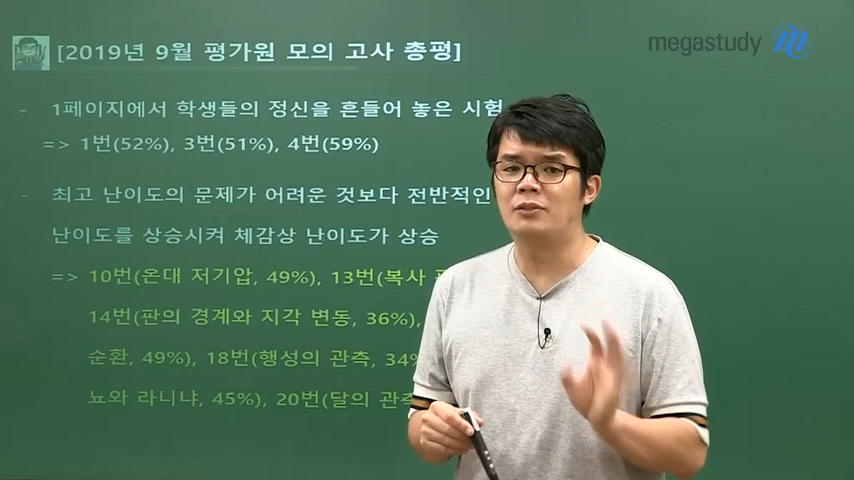 [2019년 9월 평가원 모의 고사 총평]
megastudy
- 1페이지에서 학생들의 정신을 흔들어 놓은 시험
=> 1번(52%), 3번(51%), 4번(59%)
- 최고 난이도의 문제가 어려운 것보다 전반적인
난이도를 상승시켜 체감상 난이도가 상승
=> 10번(온대 저기압, 49%), 13번(복사
14번(판의 경계와 지각 변동, 36%),
순환, 49%), 18번(행성의 관측, 34%
뇨와 라니냐, 45%), 20번(달의 관측